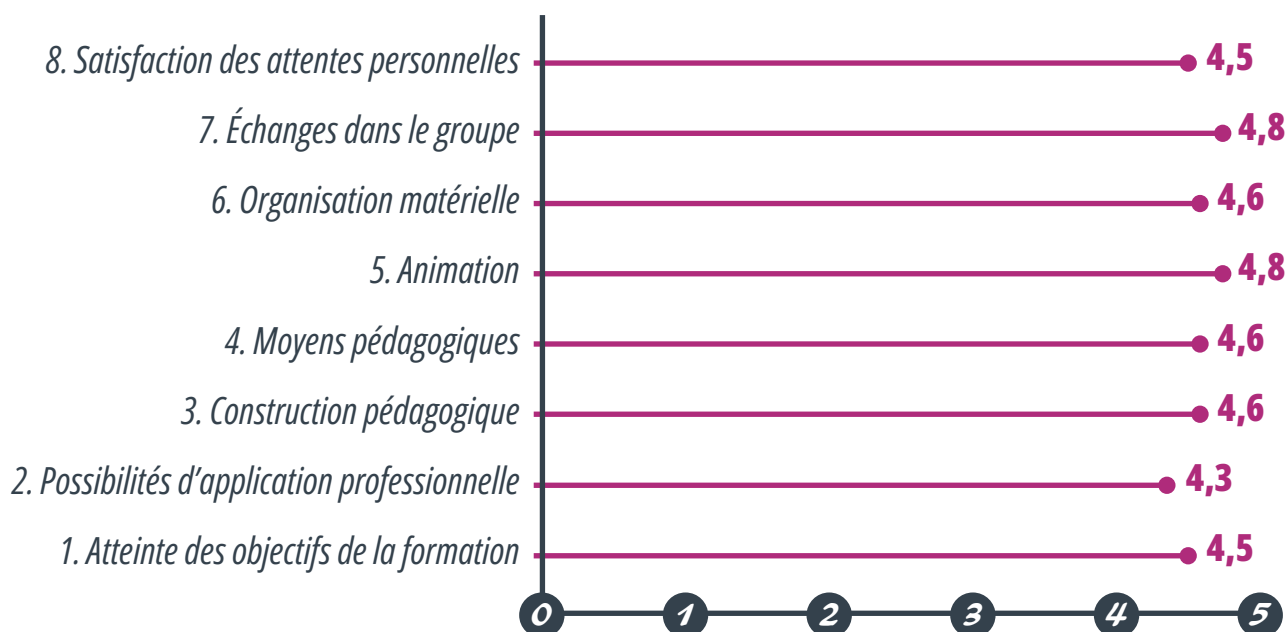 8. Satisfaction des attentes personnelles 4,5
7. Échanges dans le groupe 4,8
6. Organisation matérielle 4,6
5. Animation 4,8
4. Moyens pédagogiques 4,6
3. Construction pédagogique 4,6
2. Possibilités d’application professionnelle 4,3
1. Atteinte des objectifs de la formation 4,5
0 1 2 3 4 5